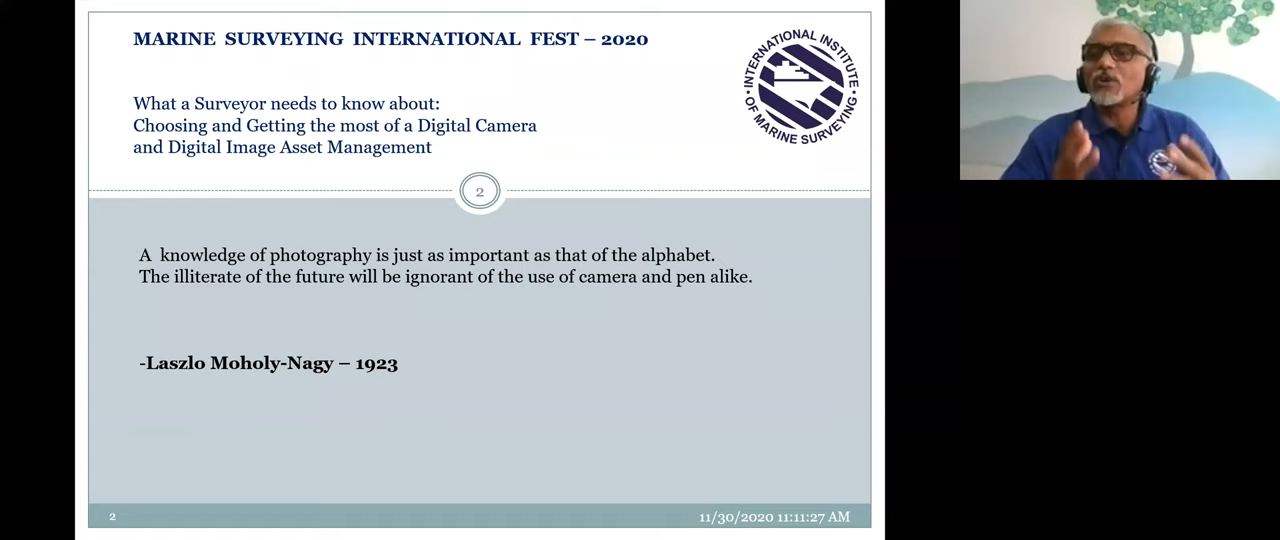 MARINE SURVEYING INTERNATIONAL FEST – 2020
INTERNATIONAL INSTITUTE
• OF MARINE SURVEYING •
What a Surveyor needs to know about:
Choosing and Getting the most of a Digital Camera
and Digital Image Asset Management
2
A knowledge of photography is just as important as that of the alphabet.
The illiterate of the future will be ignorant of the use of camera and pen alike.
-Laszlo Moholy-Nagy – 1923
2
11/30/2020 11:11:27 AM